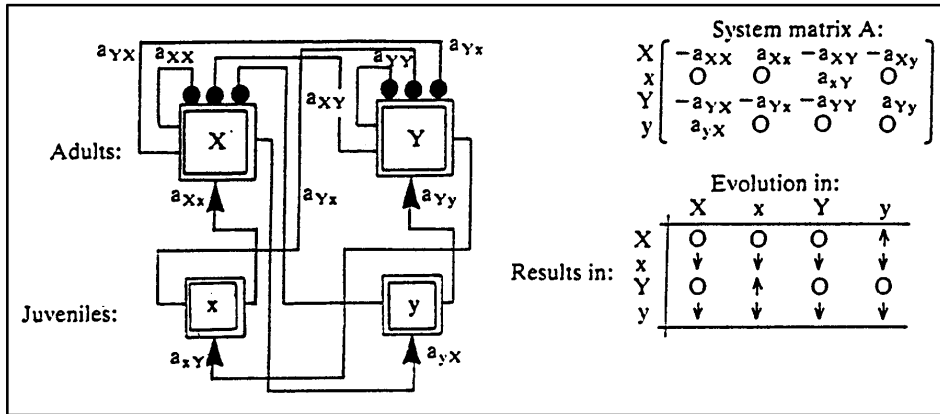 a_YX a_XX a_YY a_Yx
a_XY
X Y
Adults:
a_Xx a_Yx a_Yy
x y
Juveniles:
a_xY a_yX
System matrix A:
X -a_XX a_Xx -a_XY -a_Xy
x O O a_xY O
Y -a_YX -a_Yx -a_YY a_Yy
y a_yX O O O
Evolution in:
X x Y y
Results in:
X O O O ↑
x ↓ ↓ ↓ ↓
Y O ↑ O O
y ↓ ↓ ↓ ↓